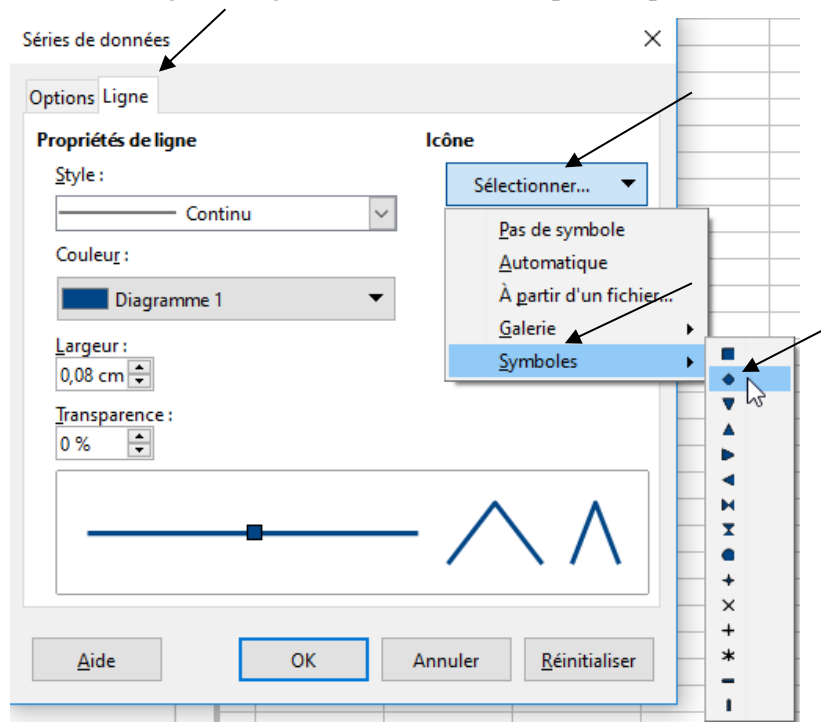 Séries de données
Options Ligne
Propriétés de ligne
Style :
Continu
Couleur :
Diagramme 1
Largeur :
0,08 cm
Transparence :
0 %
Icône
Sélectionner...
Pas de symbole
Automatique
À partir d'un fichier...
Galerie
Symboles
Aide
OK
Annuler
Réinitialiser